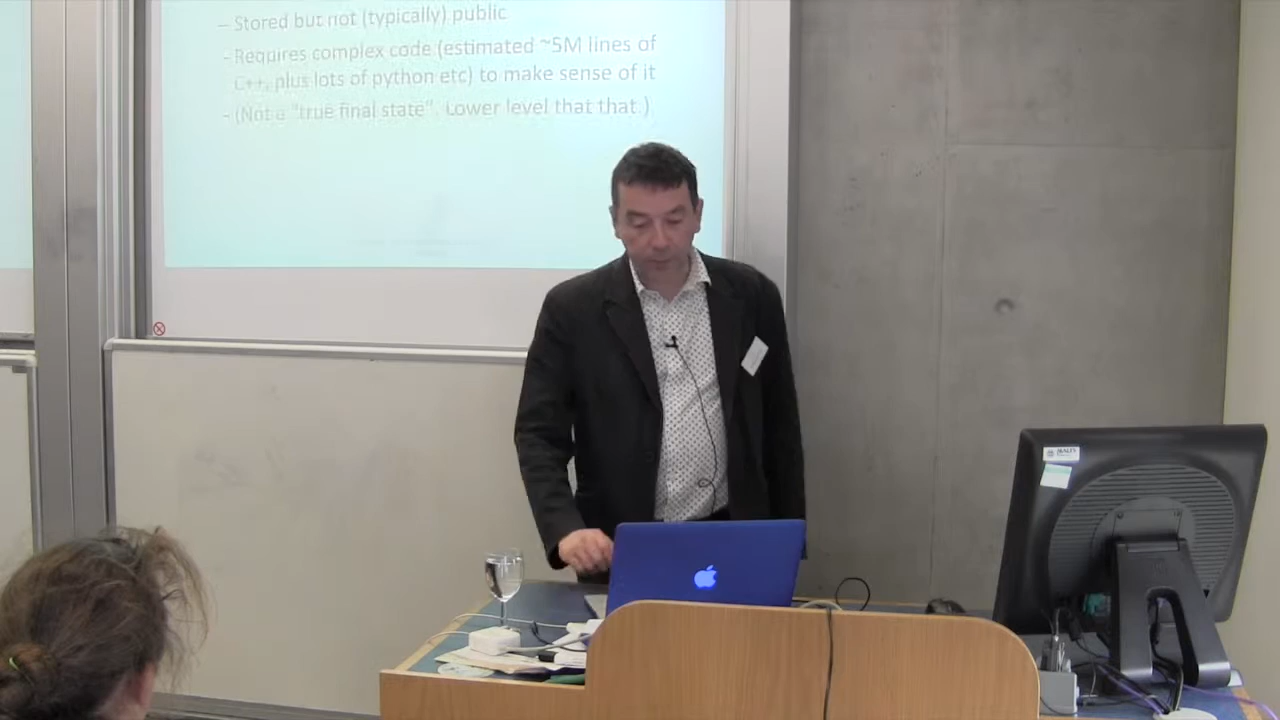 – Stored but not (typically) public
- Requires complex code (estimated ~5M lines of
C++, plus lots of python etc) to make sense of it
- (Not a "true final state". Lower level that that.)